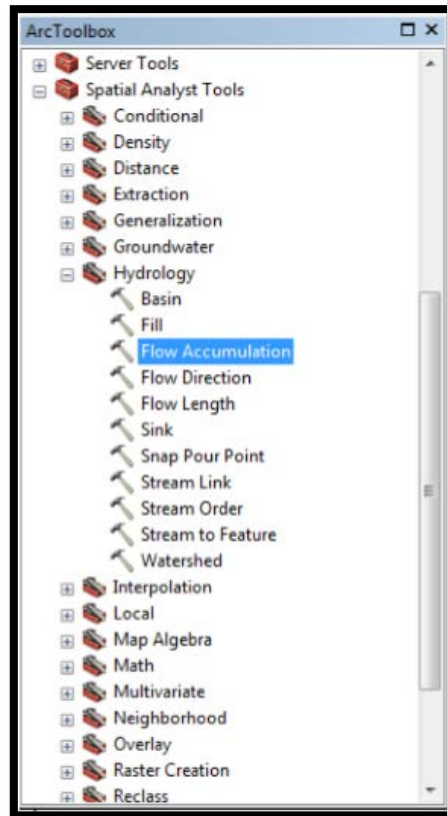 ArcToolbox
Server Tools
Spatial Analyst Tools
Conditional
Density
Distance
Extraction
Generalization
Groundwater
Hydrology
Basin
Fill
Flow Accumulation
Flow Direction
Flow Length
Sink
Snap Pour Point
Stream Link
Stream Order
Stream to Feature
Watershed
Interpolation
Local
Map Algebra
Math
Multivariate
Neighborhood
Overlay
Raster Creation
Reclass